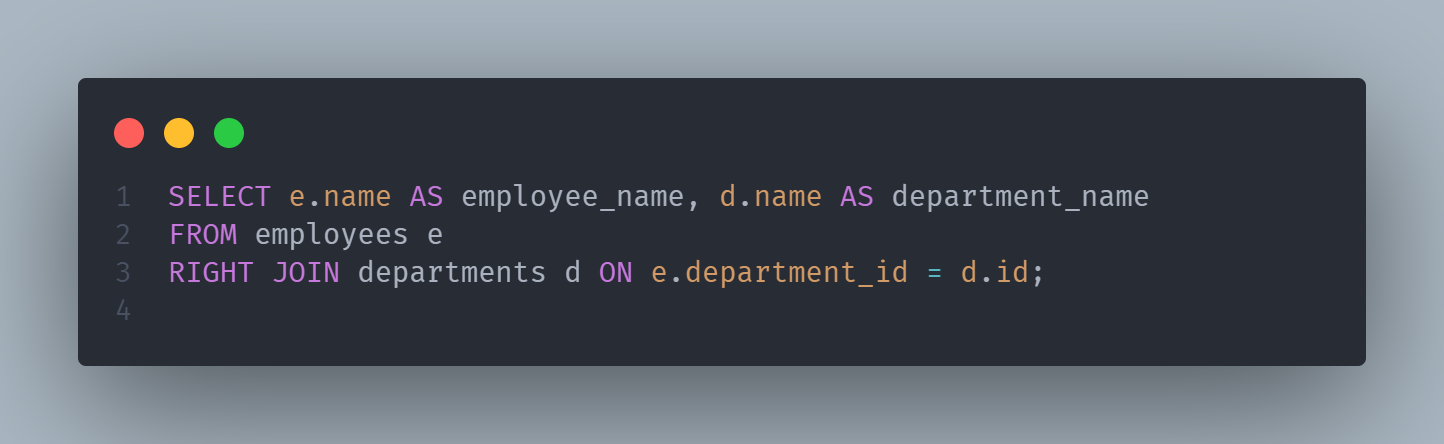 1 SELECT e.name AS employee_name, d.name AS department_name
2 FROM employees e
3 RIGHT JOIN departments d ON e.department_id = d.id;
4